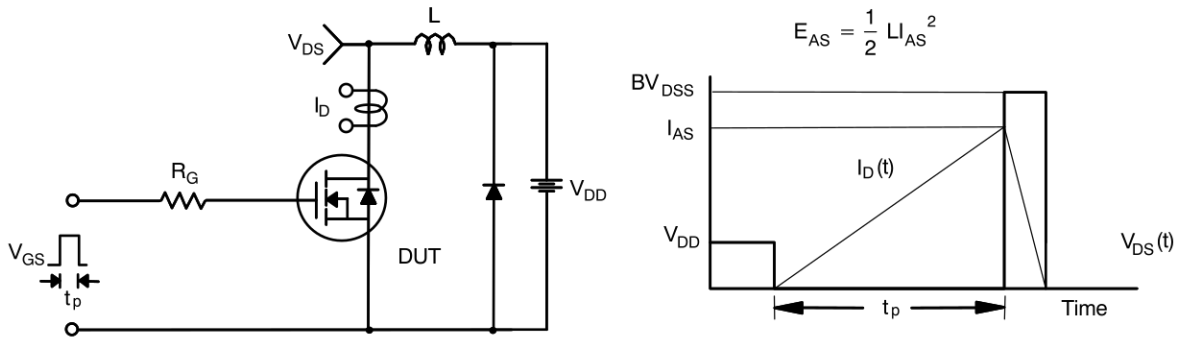 L
V_DS
I_D
R_G
V_DD
V_GS
DUT
t_p
E_AS = 1/2 LI_AS^2
BV_DSS
I_AS
I_D(t)
V_DD
V_DS(t)
t_p
Time